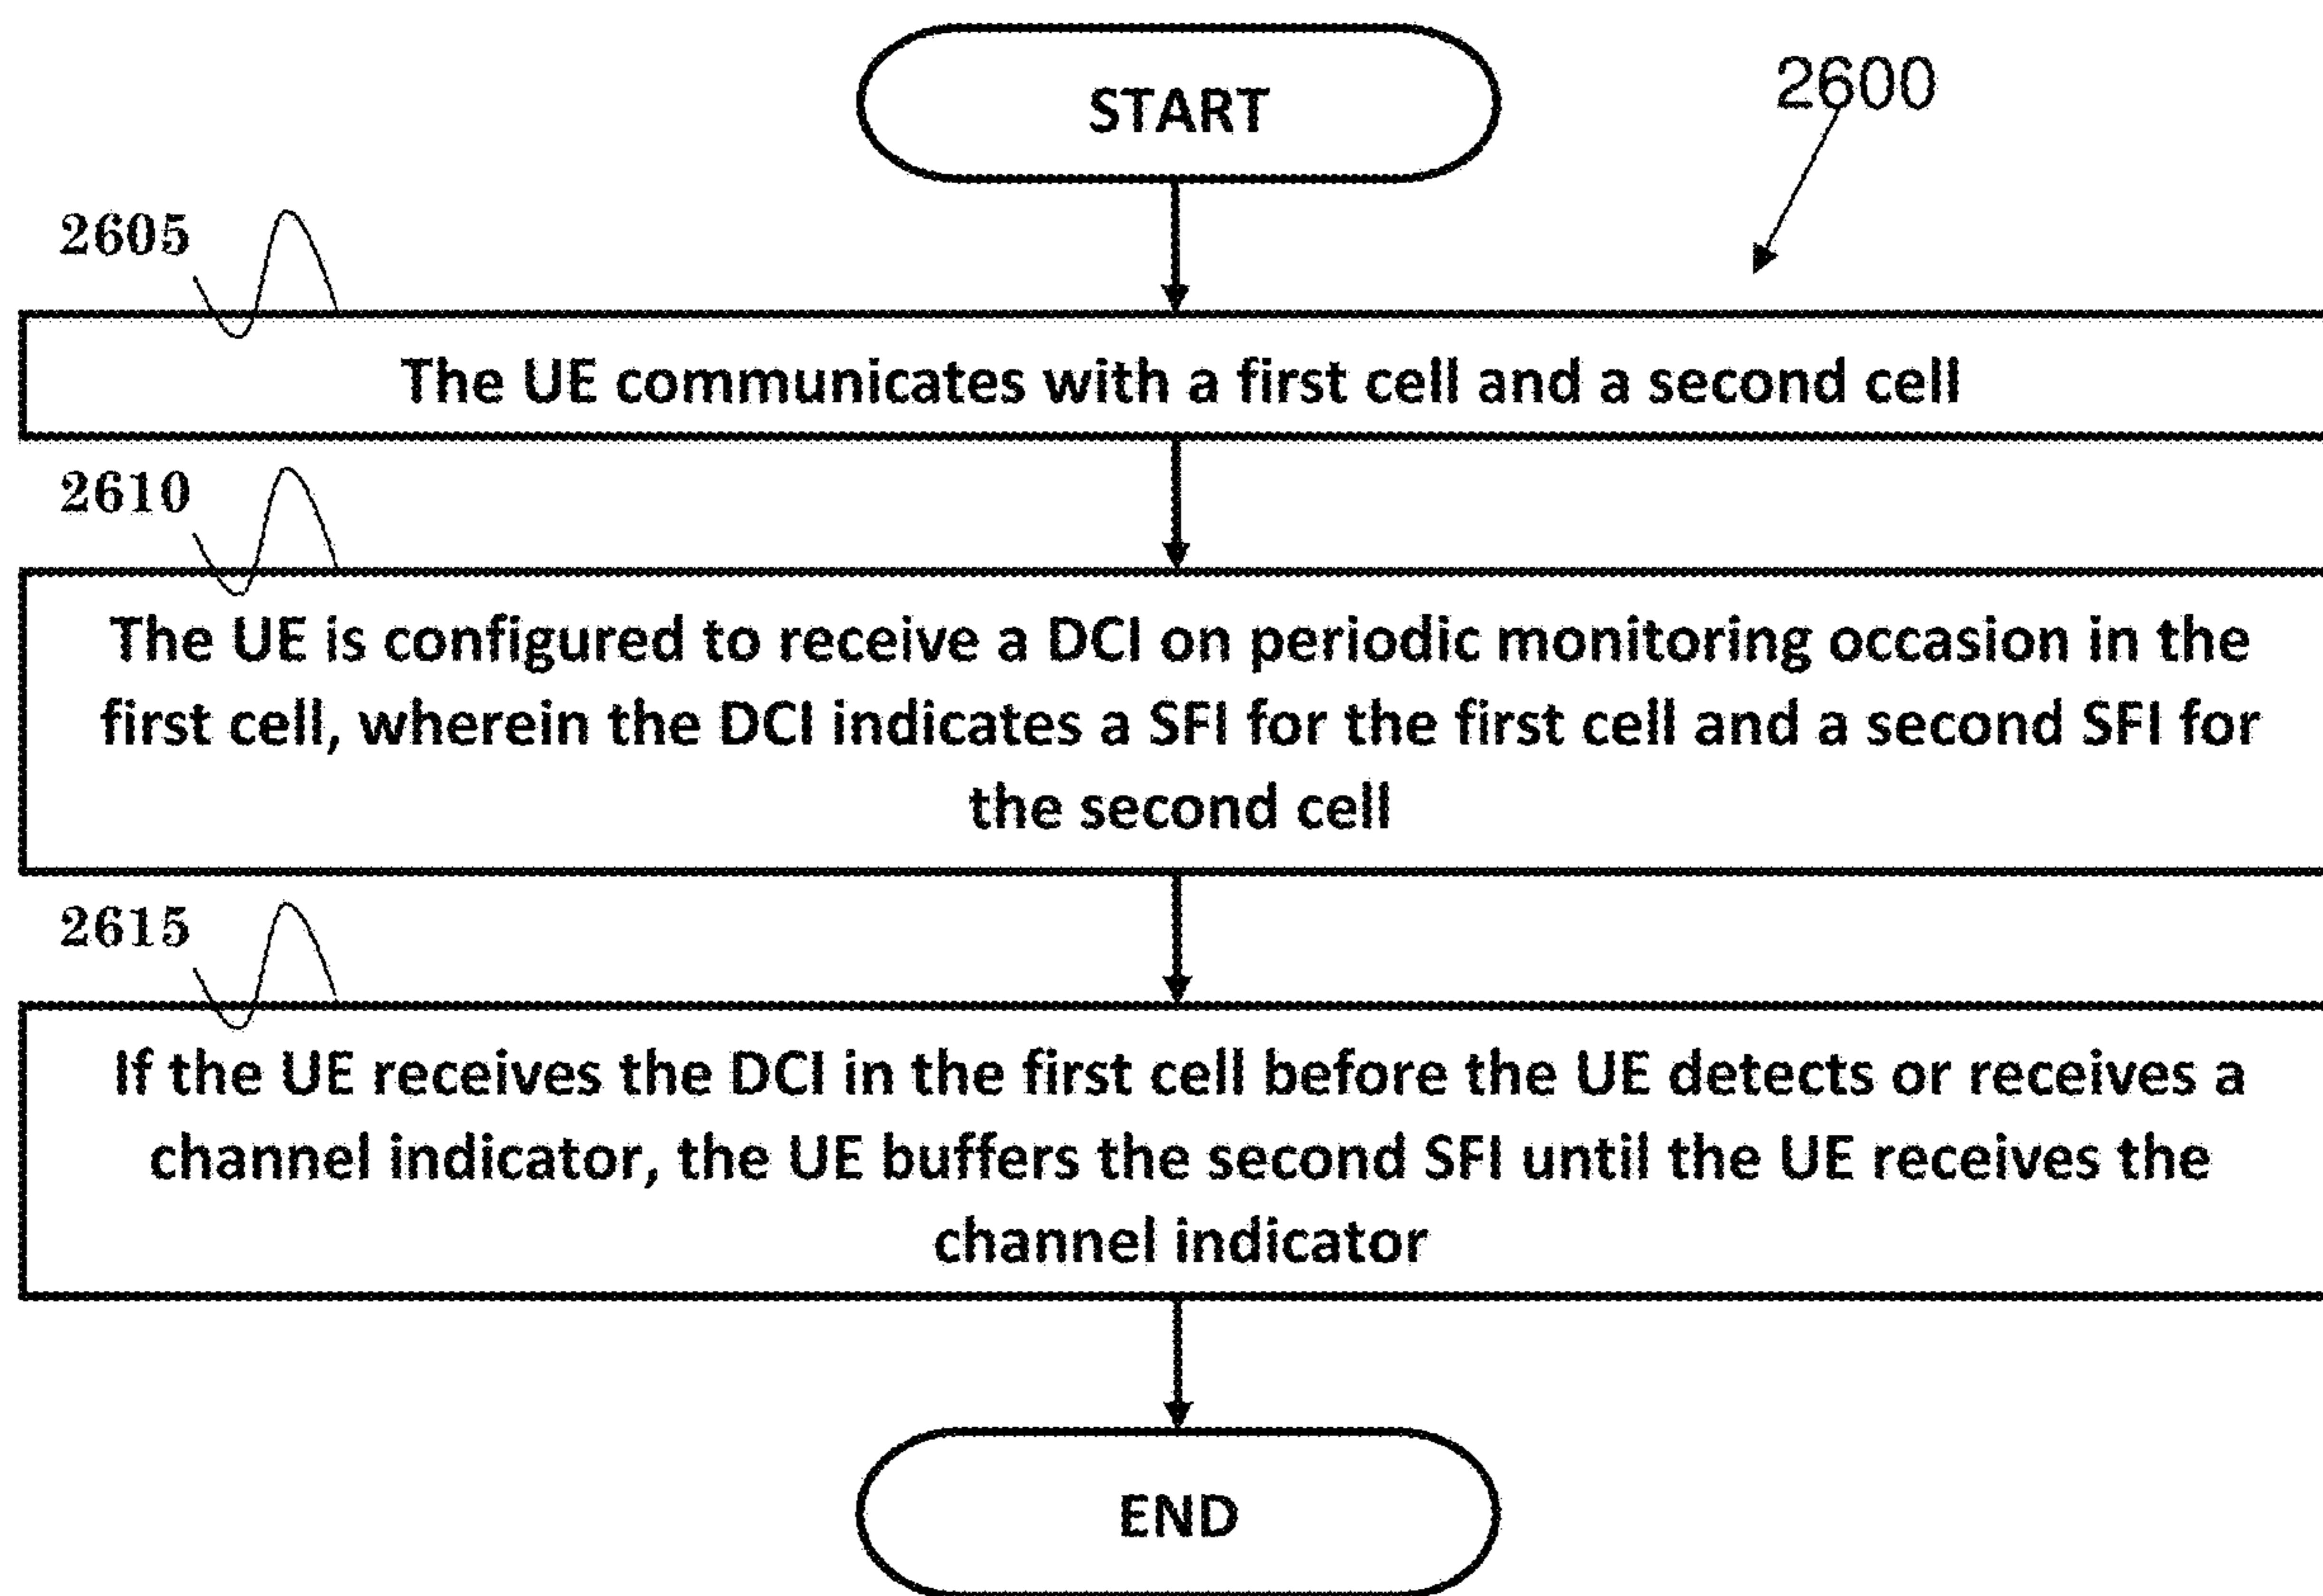 START
2600
2605
The UE communicates with a first cell and a second cell
2610
The UE is configured to receive a DCI on periodic monitoring occasion in the
first cell, wherein the DCI indicates a SFI for the first cell and a second SFI for
the second cell
2615
If the UE receives the DCI in the first cell before the UE detects or receives a
channel indicator, the UE buffers the second SFI until the UE receives the
channel indicator
END